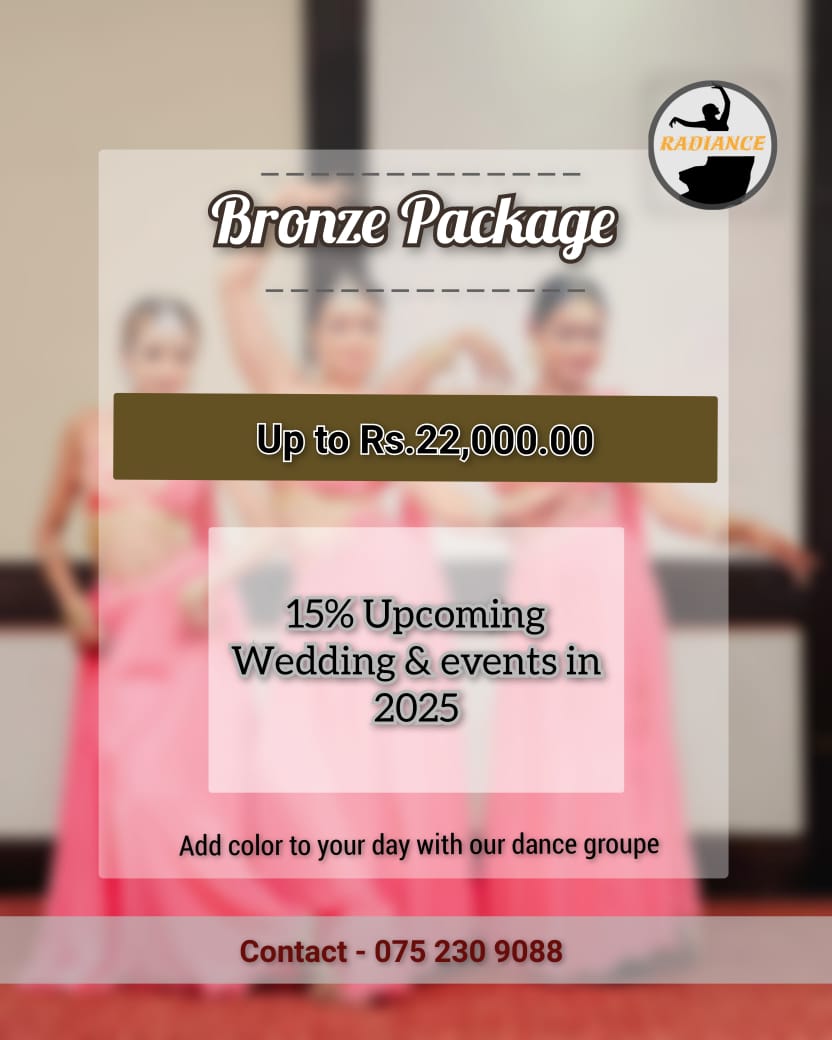 RADIANCE
Bronze Package
Up to Rs.22,000.00
15% Upcoming
Wedding & events in
2025
Add color to your day with our dance groupe
Contact - 075 230 9088